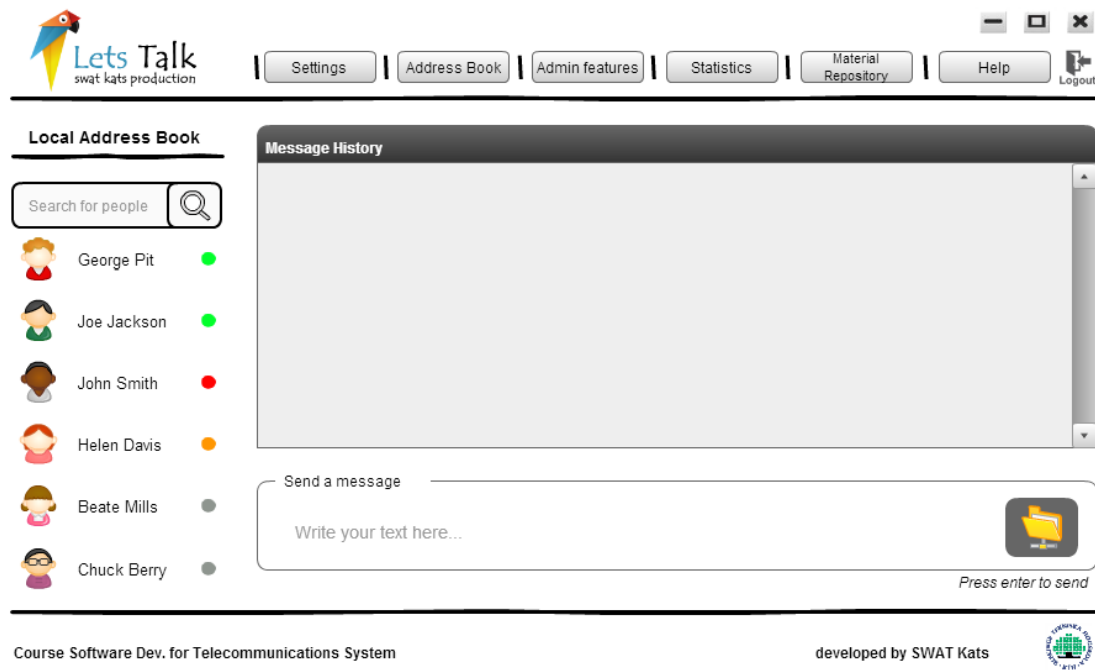 Lets Talk
swat kats production
Settings
Address Book
Admin features
Statistics
Material
Repository
Help
Logout
Local Address Book
Search for people
George Pit
Joe Jackson
John Smith
Helen Davis
Beate Mills
Chuck Berry
Message History
Send a message
Write your text here...
Press enter to send
Course Software Dev. for Telecommunications System
developed by SWAT Kats